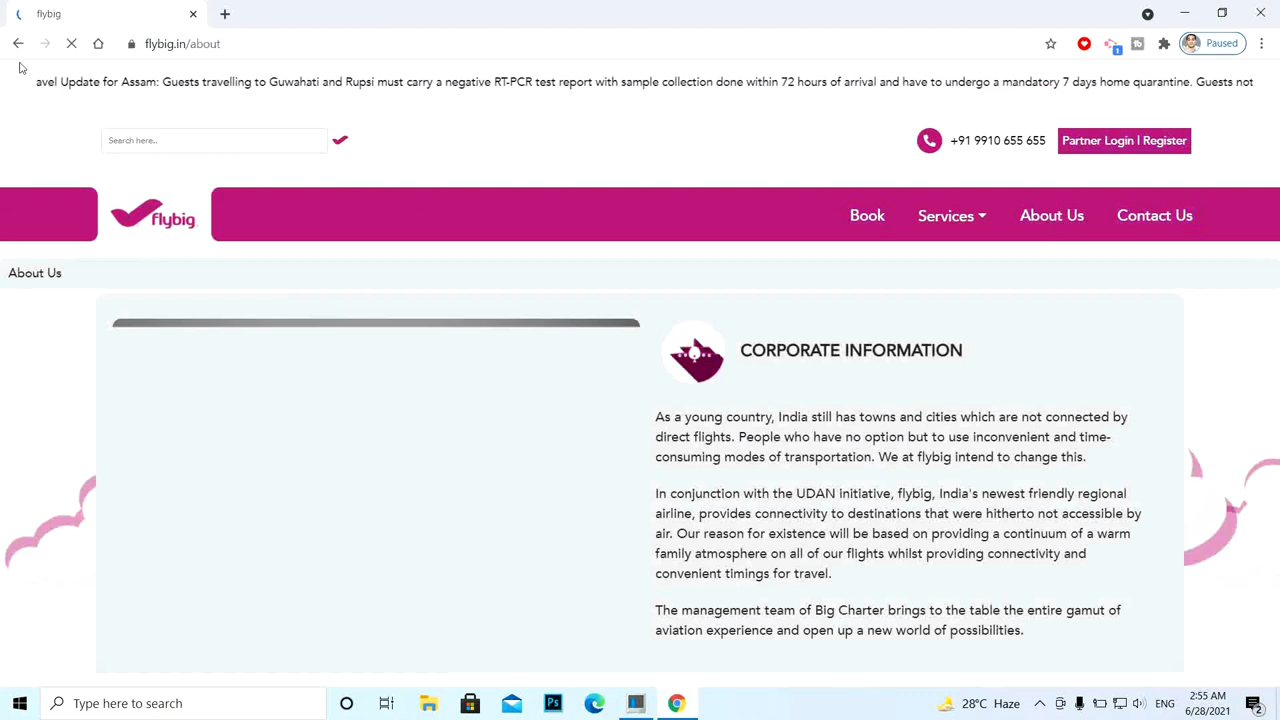 flybig
flybig.in/about
1
Paused
avel Update for Assam: Guests travelling to Guwahati and Rupsi must carry a negative RT-PCR test report with sample collection done within 72 hours of arrival and have to undergo a mandatory 7 days home quarantine. Guests not
Search here..
+91 9910 655 655
Partner Login | Register
flybig
Book
Services
About Us
Contact Us
About Us
CORPORATE INFORMATION
As a young country, India still has towns and cities which are not connected by
direct flights. People who have no option but to use inconvenient and time-
consuming modes of transportation. We at flybig intend to change this.
In conjunction with the UDAN initiative, flybig, India's newest friendly regional
airline, provides connectivity to destinations that were hitherto not accessible by
air. Our reason for existence will be based on providing a continuum of a warm
family atmosphere on all of our flights whilst providing connectivity and
convenient timings for travel.
The management team of Big Charter brings to the table the entire gamut of
aviation experience and open up a new world of possibilities.
Type here to search
Ps
28°C Haze
ENG
2:55 AM
6/28/2021
2